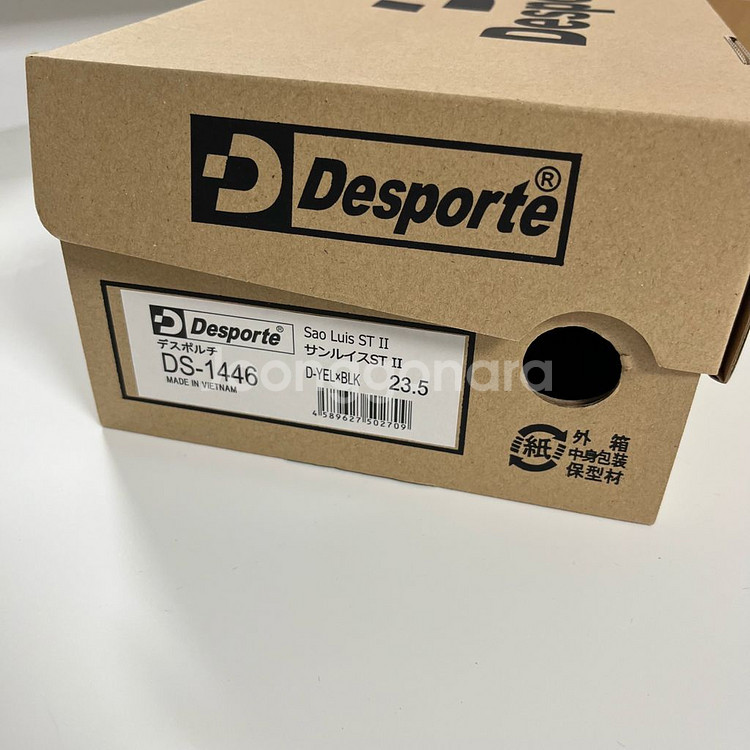 Desporte
Desporte®
Desporte®
デスポルチ
DS-1446
MADE IN VIETNAM
Sao Luis ST II
サンルイスST II
D-YEL×BLK 23.5
4589627502709
joonggonara
紙
外箱
中身包装
保型材